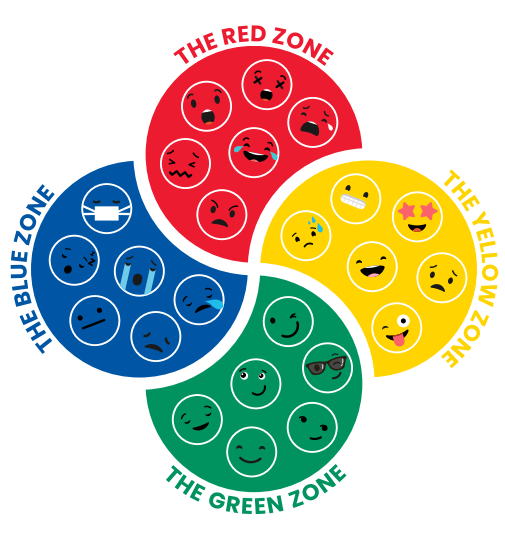 THE RED ZONE
THE BLUE ZONE
THE YELLOW ZONE
THE GREEN ZONE